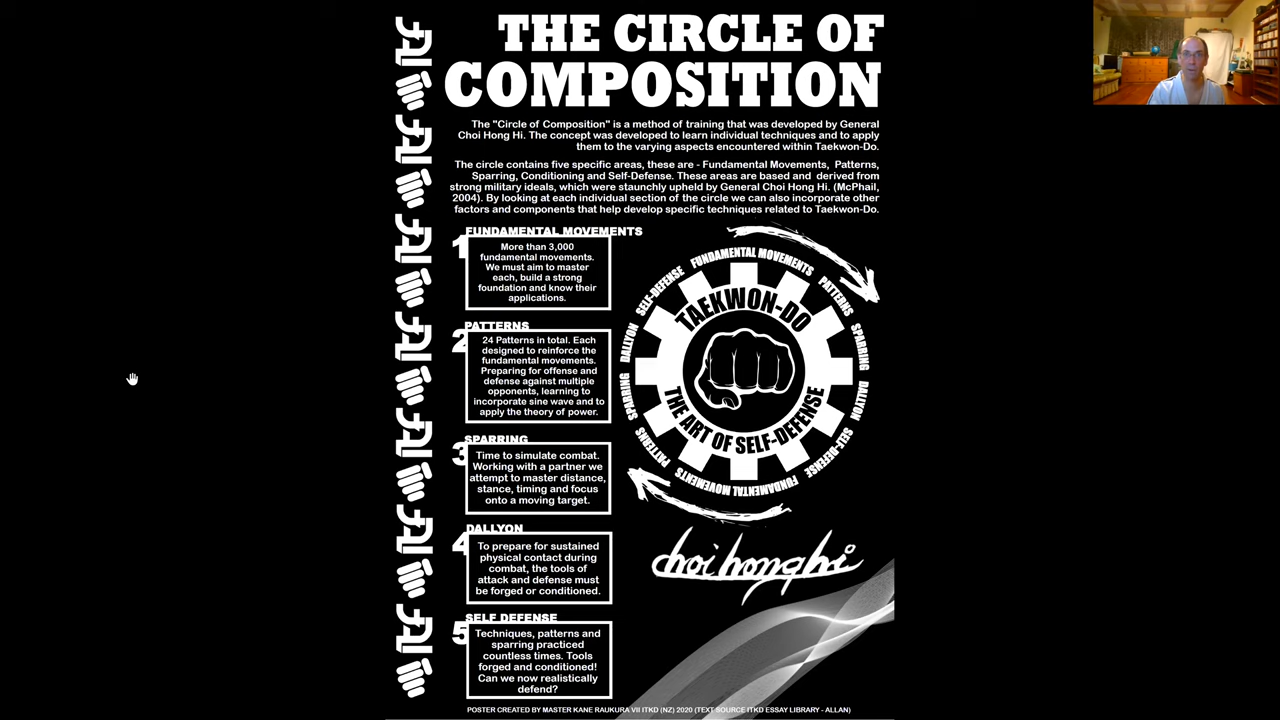 THE CIRCLE OF
COMPOSITION
The "Circle of Composition" is a method of training that was developed by General
Choi Hong Hi. The concept was developed to learn individual techniques and to apply
them to the varying aspects encountered within Taekwon-Do.
The circle contains five specific areas, these are - Fundamental Movements, Patterns,
Sparring, Conditioning and Self-Defense. These areas are based and derived from
strong military ideals, which were staunchly upheld by General Choi Hong Hi. (McPhail,
2004). By looking at each individual section of the circle we can also incorporate other
factors and components that help develop specific techniques related to Taekwon-Do.
FUNDAMENTAL MOVEMENTS
1
More than 3,000
fundamental movements.
We must aim to master
each, build a strong
foundation and know their
applications.
PATTERNS
2
24 Patterns in total. Each
designed to reinforce the
fundamental movements.
Preparing for offense and
defense against multiple
opponents, learning to
incorporate sine wave and to
apply the theory of power.
SPARRING
3
Time to simulate combat.
Working with a partner we
attempt to master distance,
stance, timing and focus
onto a moving target.
DALLYON
4
To prepare for sustained
physical contact during
combat, the tools of
attack and defense must
be forged or conditioned.
SELF DEFENSE
5
Techniques, patterns and
sparring practiced
countless times. Tools
forged and conditioned!
Can we now realistically
defend?
FUNDAMENTAL MOVEMENTS
PATTERNS
SPARRING
DALLYON
SELF-DEFENSE
FUNDAMENTAL MOVEMENTS
PATTERNS
SPARRING
DALLYON
SELF-DEFENSE
TAEKWON-DO
THE ART OF SELF-DEFENSE
choi hong hi
POSTER CREATED BY MASTER KANE RAUKURA VII ITKD (NZ) 2020 (TEXT SOURCE ITKD ESSAY LIBRARY - ALLAN)